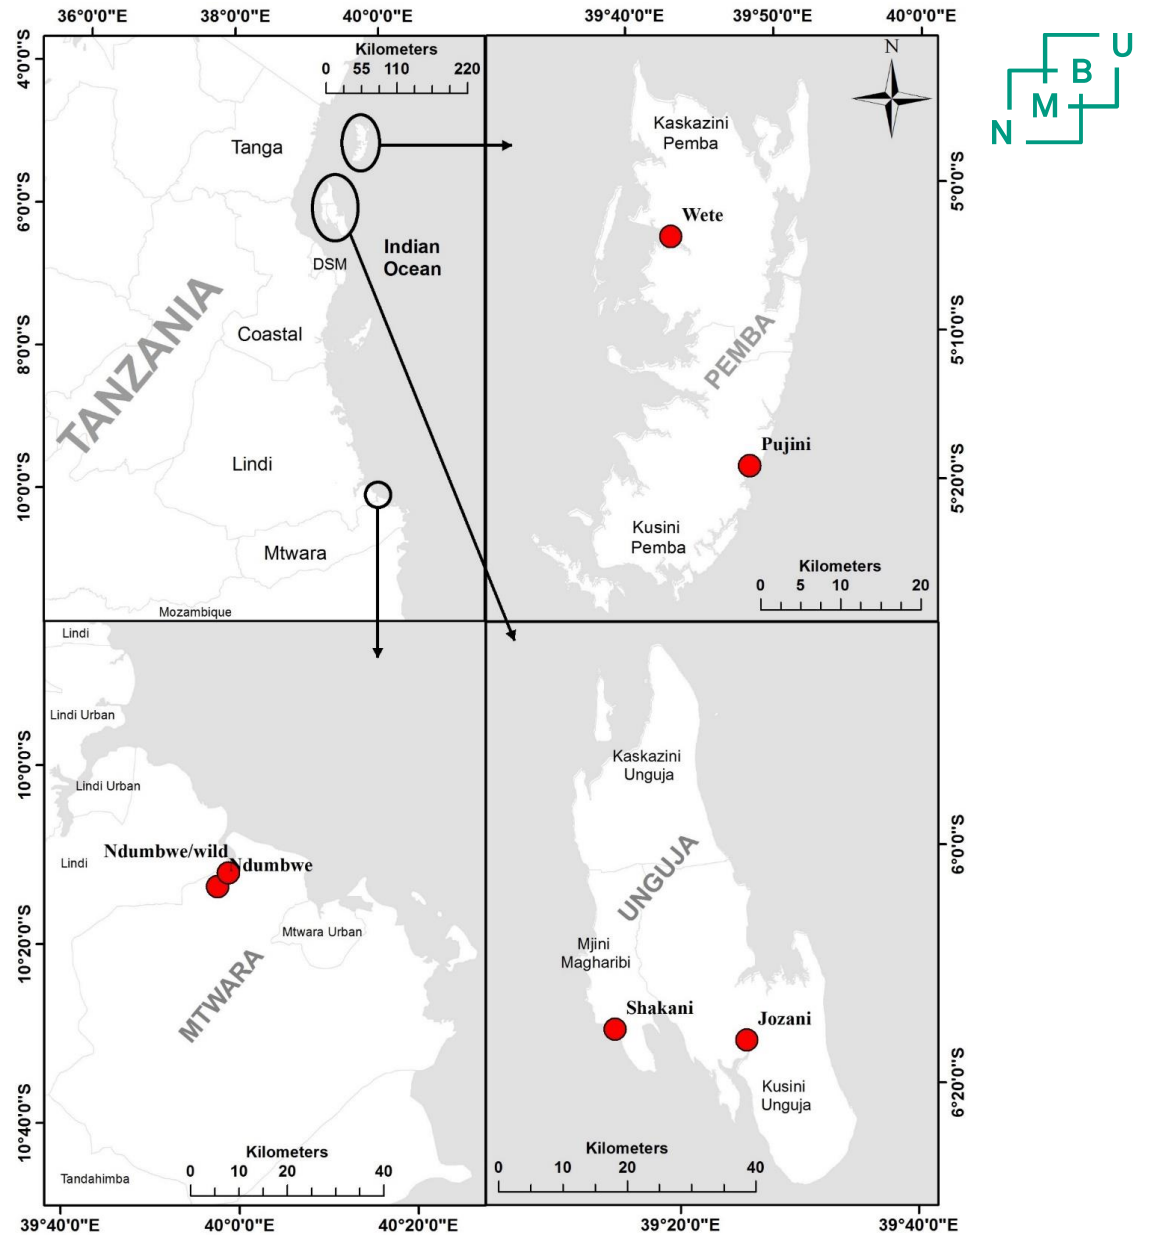 36°0'0"E
38°0'0"E
40°0'0"E
39°40'0"E
39°50'0"E
40°0'0"E
4°0'0"S
6°0'0"S
8°0'0"S
10°0'0"S
Kilometers
0 55 110 220
Tanga
Indian
Ocean
DSM
TANZANIA
Coastal
Lindi
Mtwara
Mozambique
N
Kaskazini
Pemba
Wete
PEMBA
Pujini
Kusini
Pemba
Kilometers
0 5 10 20
5°0'0"S
5°10'0"S
5°20'0"S
U
B
M
N
Lindi
Lindi Urban
Lindi Urban
Ndumbwe/wild
Lindi
Ndumbwe
Mtwara Urban
MTWARA
Kilometers
0 10 20 40
Tandahimba
10°0'0"S
10°20'0"S
10°40'0"S
Kaskazini
Unguja
UNGUJA
Mjini
Magharibi
Shakani
Jozani
Kusini
Unguja
Kilometers
0 10 20 40
6°0'0"S
6°20'0"S
39°40'0"E
40°0'0"E
40°20'0"E
39°20'0"E
39°40'0"E